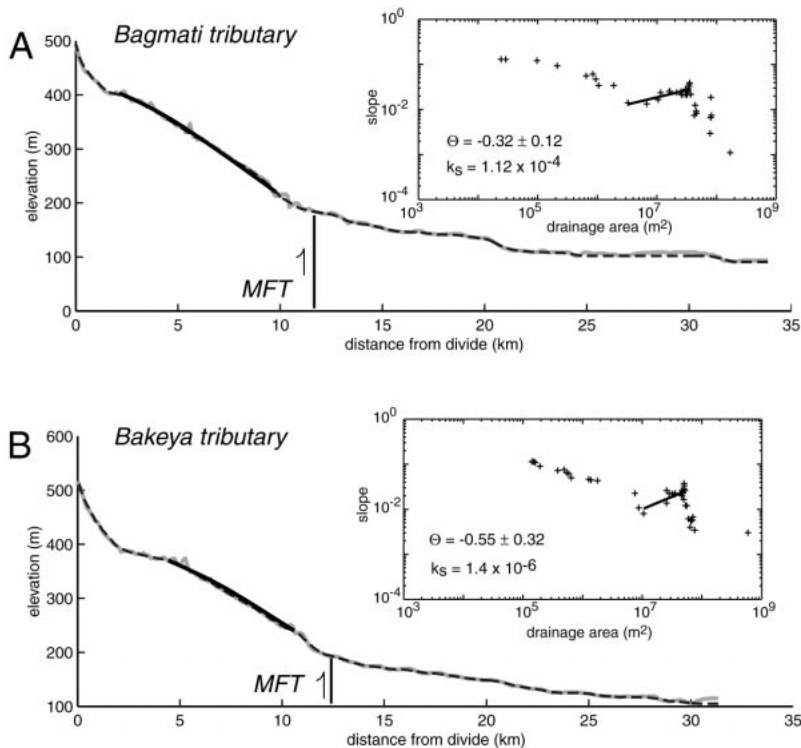 A
Bagmati tributary
500
400
300
200
100
0
elevation (m)
0 5 10 15 20 25 30 35
distance from divide (km)
MFT
10^0
10^-2
10^-4
slope
Θ = -0.32 ± 0.12
k_s = 1.12 x 10^-4
10^3 10^5 10^7 10^9
drainage area (m²)
B
Bakeya tributary
600
500
400
300
200
100
elevation (m)
0 5 10 15 20 25 30 35
distance from divide (km)
MFT
10^0
10^-2
10^-4
slope
Θ = -0.55 ± 0.32
k_s = 1.4 x 10^-6
10^3 10^5 10^7 10^9
drainage area (m²)